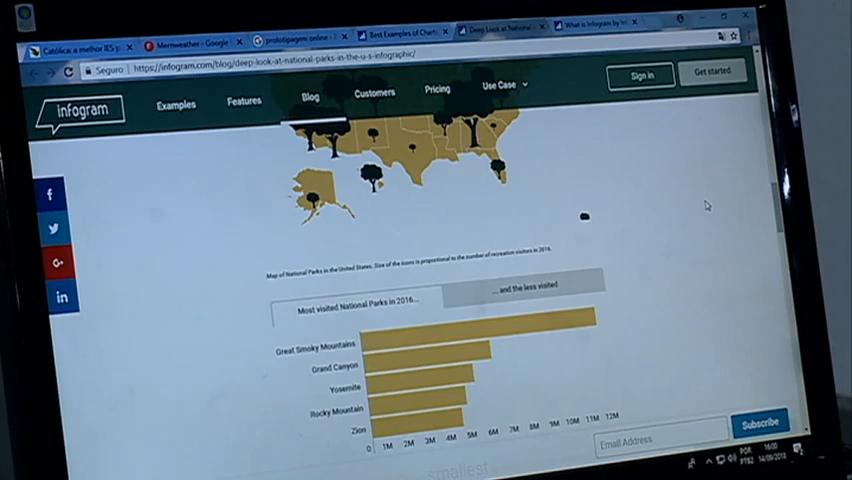 Católica: a melhor IES p
Merriweather - Google
prototipagem online -
Best Examples of Charts
Deep Look at National
What is Infogram by In
Seguro
https://infogram.com/blog/deep-look-at-national-parks-in-the-u-s-infographic/
infogram
Examples
Features
Blog
Customers
Pricing
Use Case
Sign in
Get started
f
G+
in
Map of National Parks in the United States. Size of the icons is proportional to the number of recreation visitors in 2016.
Most visited National Parks in 2016...
... and the less visited
Great Smoky Mountains
Grand Canyon
Yosemite
Rocky Mountain
Zion
0 1M 2M 3M 4M 5M 6M 7M 8M 9M 10M 11M 12M
smallest
Email Address
Subscribe
POR
PTB2
16:00
14/09/2018